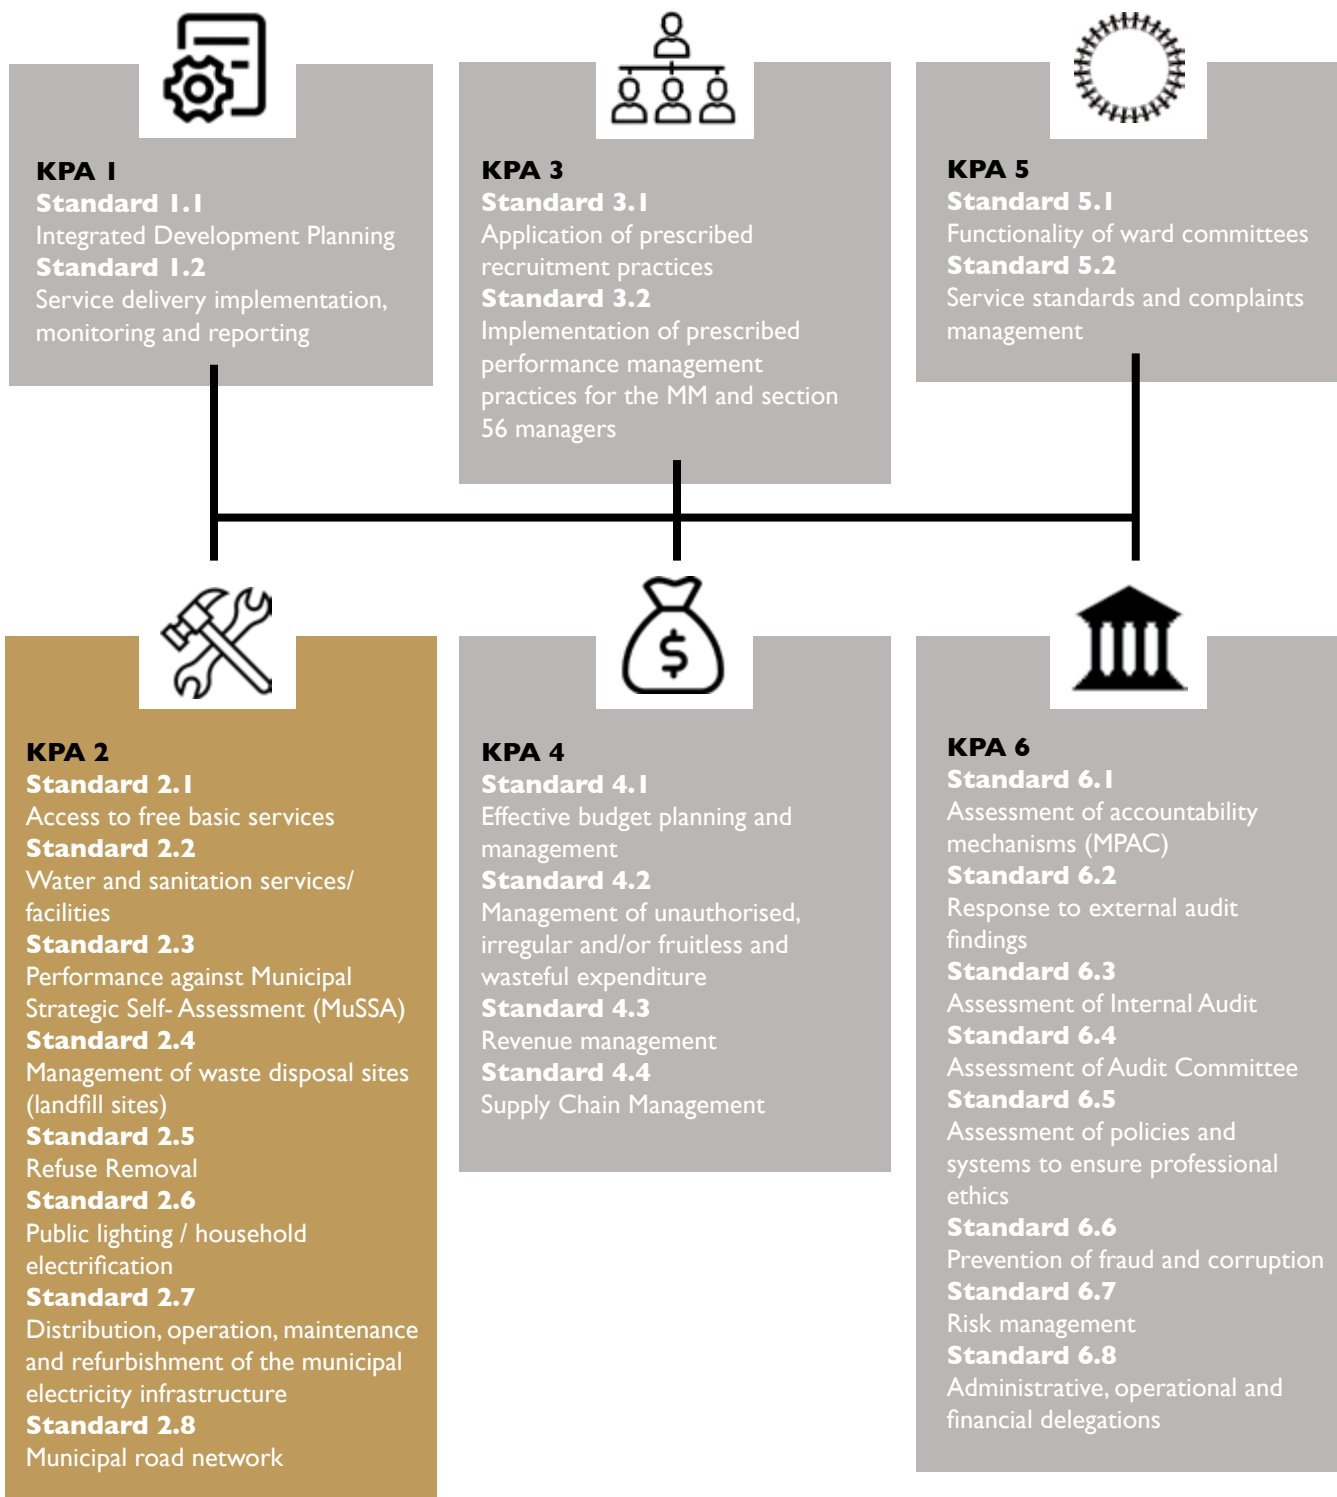 KPA 1
Standard 1.1
Integrated Development Planning
Standard 1.2
Service delivery implementation,
monitoring and reporting
KPA 3
Standard 3.1
Application of prescribed
recruitment practices
Standard 3.2
Implementation of prescribed
performance management
practices for the MM and section
56 managers
KPA 5
Standard 5.1
Functionality of ward committees
Standard 5.2
Service standards and complaints
management
KPA 2
Standard 2.1
Access to free basic services
Standard 2.2
Water and sanitation services/
facilities
Standard 2.3
Performance against Municipal
Strategic Self- Assessment (MuSSA)
Standard 2.4
Management of waste disposal sites
(landfill sites)
Standard 2.5
Refuse Removal
Standard 2.6
Public lighting / household
electrification
Standard 2.7
Distribution, operation, maintenance
and refurbishment of the municipal
electricity infrastructure
Standard 2.8
Municipal road network
$
KPA 4
Standard 4.1
Effective budget planning and
management
Standard 4.2
Management of unauthorised,
irregular and/or fruitless and
wasteful expenditure
Standard 4.3
Revenue management
Standard 4.4
Supply Chain Management
KPA 6
Standard 6.1
Assessment of accountability
mechanisms (MPAC)
Standard 6.2
Response to external audit
findings
Standard 6.3
Assessment of Internal Audit
Standard 6.4
Assessment of Audit Committee
Standard 6.5
Assessment of policies and
systems to ensure professional
ethics
Standard 6.6
Prevention of fraud and corruption
Standard 6.7
Risk management
Standard 6.8
Administrative, operational and
financial delegations